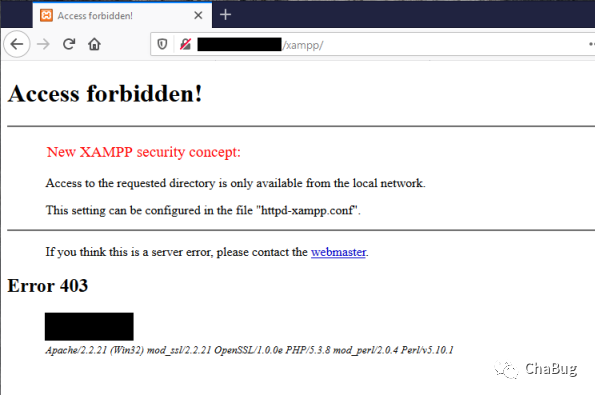 Access forbidden!
/xampp/
Access forbidden!
New XAMPP security concept:
Access to the requested directory is only available from the local network.
This setting can be configured in the file "httpd-xampp.conf".
If you think this is a server error, please contact the webmaster.
Error 403
Apache/2.2.21 (Win32) mod_ssl/2.2.21 OpenSSL/1.0.0e PHP/5.3.8 mod_perl/2.0.4 Perl/v5.10.1
ChaBug